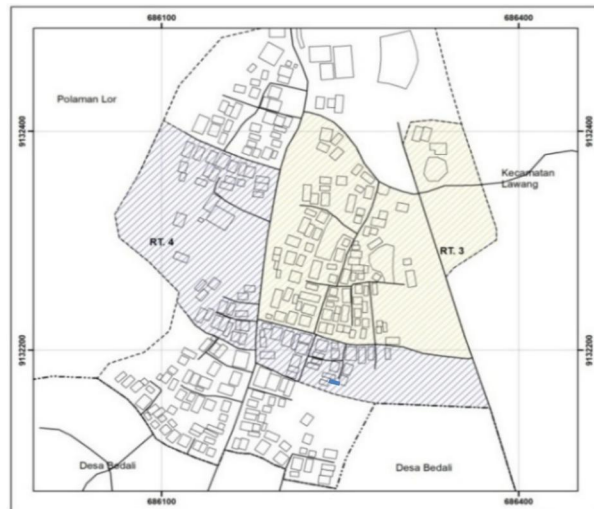 686100
686400
Polaman Lor
9132400
9132400
Kecamatan
Lawang
RT. 4
RT. 3
9132200
9132200
Desa Bedali
Desa Bedali
686100
686400